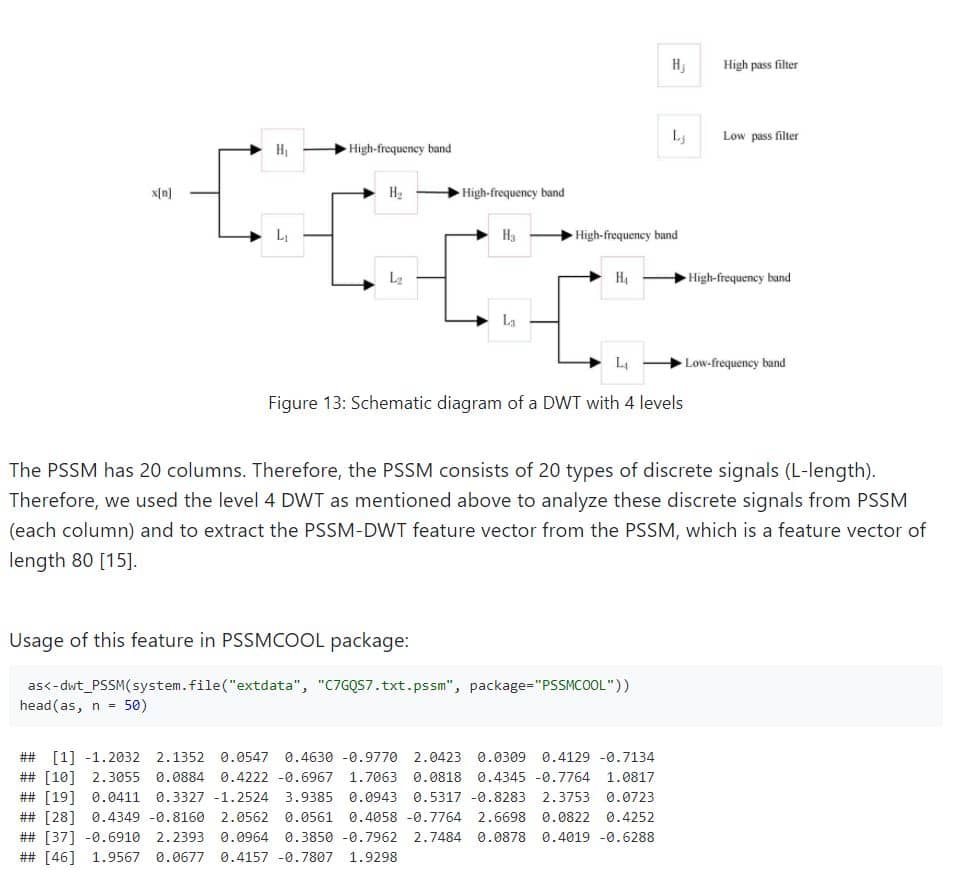 Hj High pass filter
Lj Low pass filter
H1 High-frequency band
x[n] H2 High-frequency band
L1 H3 High-frequency band
L2 H4 High-frequency band
L3
L4 Low-frequency band
Figure 13: Schematic diagram of a DWT with 4 levels
The PSSM has 20 columns. Therefore, the PSSM consists of 20 types of discrete signals (L-length).
Therefore, we used the level 4 DWT as mentioned above to analyze these discrete signals from PSSM
(each column) and to extract the PSSM-DWT feature vector from the PSSM, which is a feature vector of
length 80 [15].
Usage of this feature in PSSMCOOL package:
as<-dwt_PSSM(system.file("extdata", "C7GQS7.txt.pssm", package="PSSMCOOL"))
head(as, n = 50)
## [1] -1.2032 2.1352 0.0547 0.4630 -0.9770 2.0423 0.0309 0.4129 -0.7134
## [10] 2.3055 0.0884 0.4222 -0.6967 1.7063 0.0818 0.4345 -0.7764 1.0817
## [19] 0.0411 0.3327 -1.2524 3.9385 0.0943 0.5317 -0.8283 2.3753 0.0723
## [28] 0.4349 -0.8160 2.0562 0.0561 0.4058 -0.7764 2.6698 0.0822 0.4252
## [37] -0.6910 2.2393 0.0964 0.3850 -0.7962 2.7484 0.0878 0.4019 -0.6288
## [46] 1.9567 0.0677 0.4157 -0.7807 1.9298